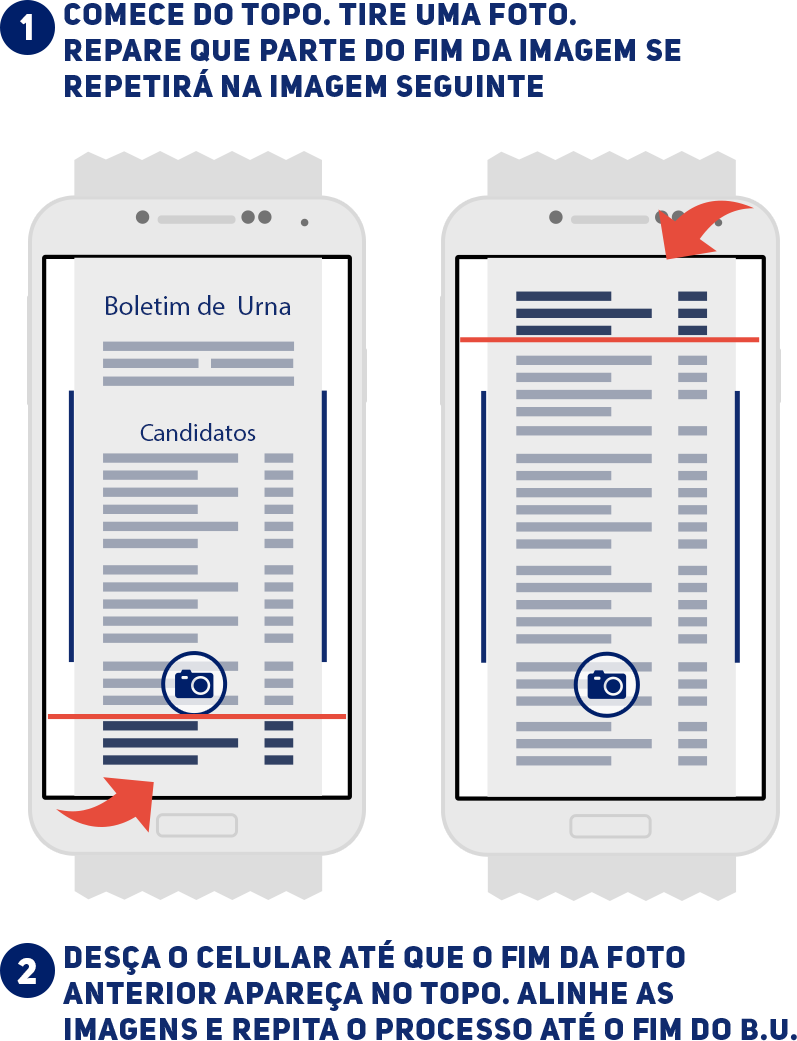 1
COMECE DO TOPO. TIRE UMA FOTO.
REPARE QUE PARTE DO FIM DA IMAGEM SE
REPETIRÁ NA IMAGEM SEGUINTE
Boletim de Urna
Candidatos
2
DESÇA O CELULAR ATÉ QUE O FIM DA FOTO
ANTERIOR APAREÇA NO TOPO. ALINHE AS
IMAGENS E REPITA O PROCESSO ATÉ O FIM DO B.U.